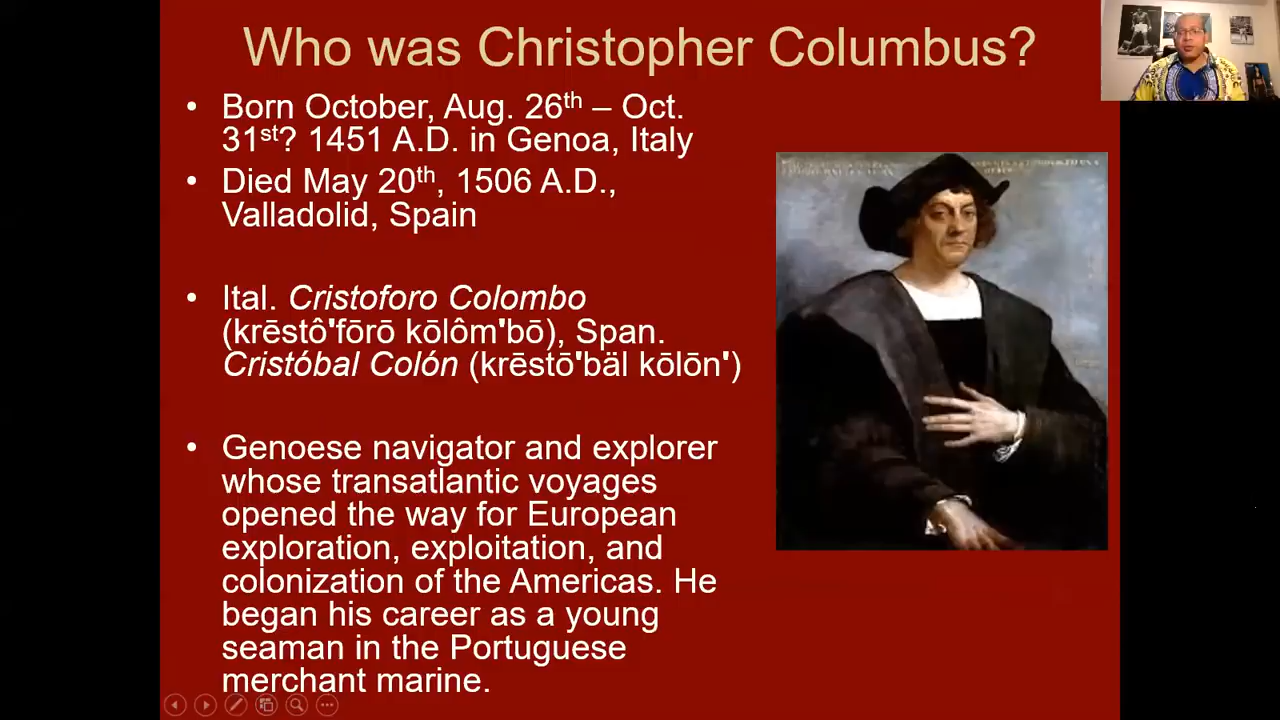 Who was Christopher Columbus?
• Born October, Aug. 26th – Oct.
31st? 1451 A.D. in Genoa, Italy
• Died May 20th, 1506 A.D.,
Valladolid, Spain
• Ital. Cristoforo Colombo
(krēstô'fōrō kōlôm'bō), Span.
Cristóbal Colón (krēstō'bäl kōlōn')
• Genoese navigator and explorer
whose transatlantic voyages
opened the way for European
exploration, exploitation, and
colonization of the Americas. He
began his career as a young
seaman in the Portuguese
merchant marine.